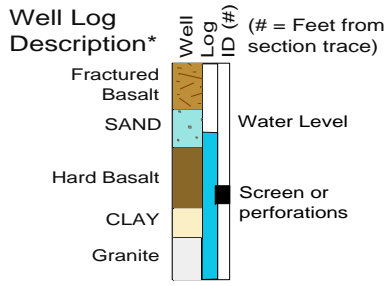 Well Log
Description*
Well
Log
ID (#)
(# = Feet from
section trace)
Fractured
Basalt
SAND
Water Level
Hard Basalt
Screen or
perforations
CLAY
Granite